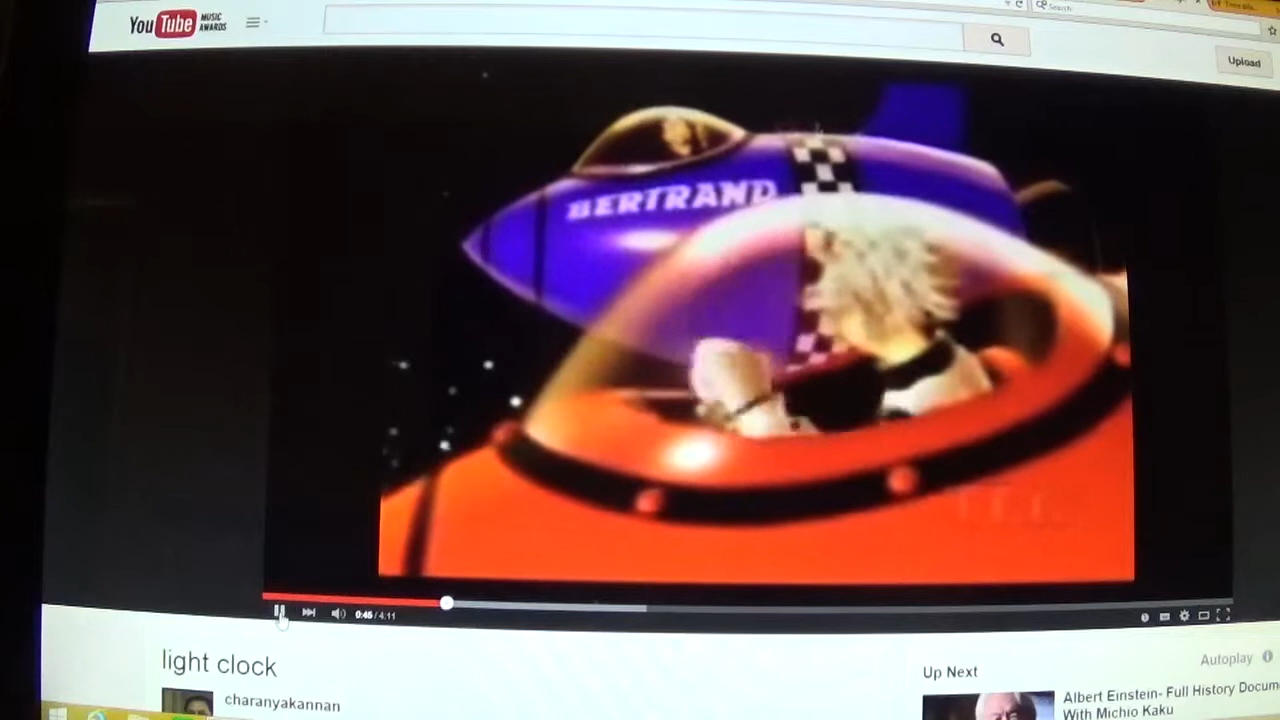 YouTube MUSIC AWARDS
Search
Upload
BERTRAND
0:45 / 4:11
light clock
charanyakannan
Up Next
Autoplay
Albert Einstein- Full History Docum
With Michio Kaku